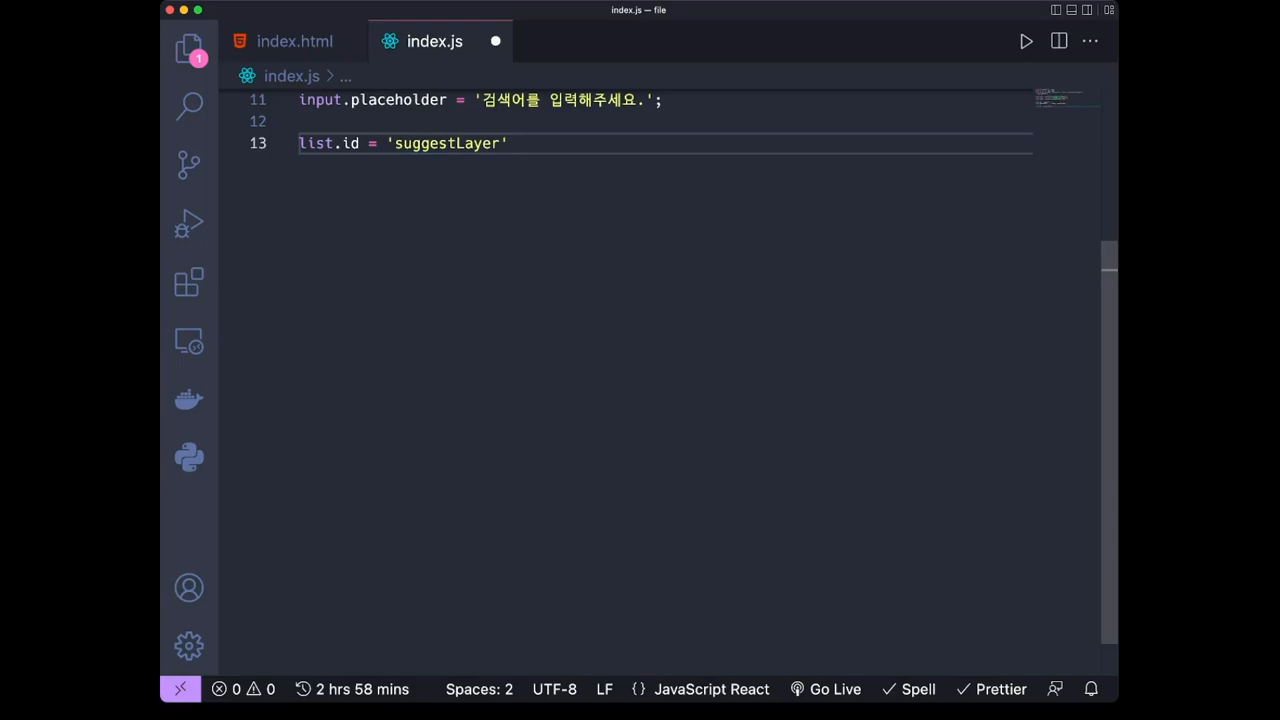 index.js — file
index.html
index.js
index.js > ...
11 input.placeholder = '검색어를 입력해주세요.';
12
13 list.id = 'suggestLayer'
1
0 0 2 hrs 58 mins Spaces: 2 UTF-8 LF {} JavaScript React Go Live Spell Prettier